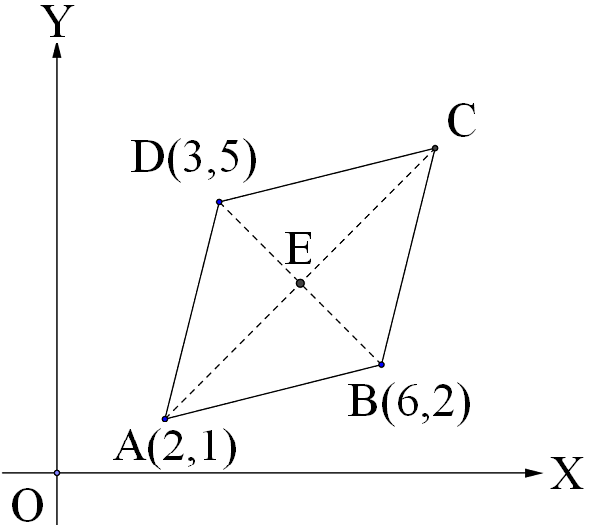 Y
C
D(3,5)
E
B(6,2)
A(2,1)
X
O